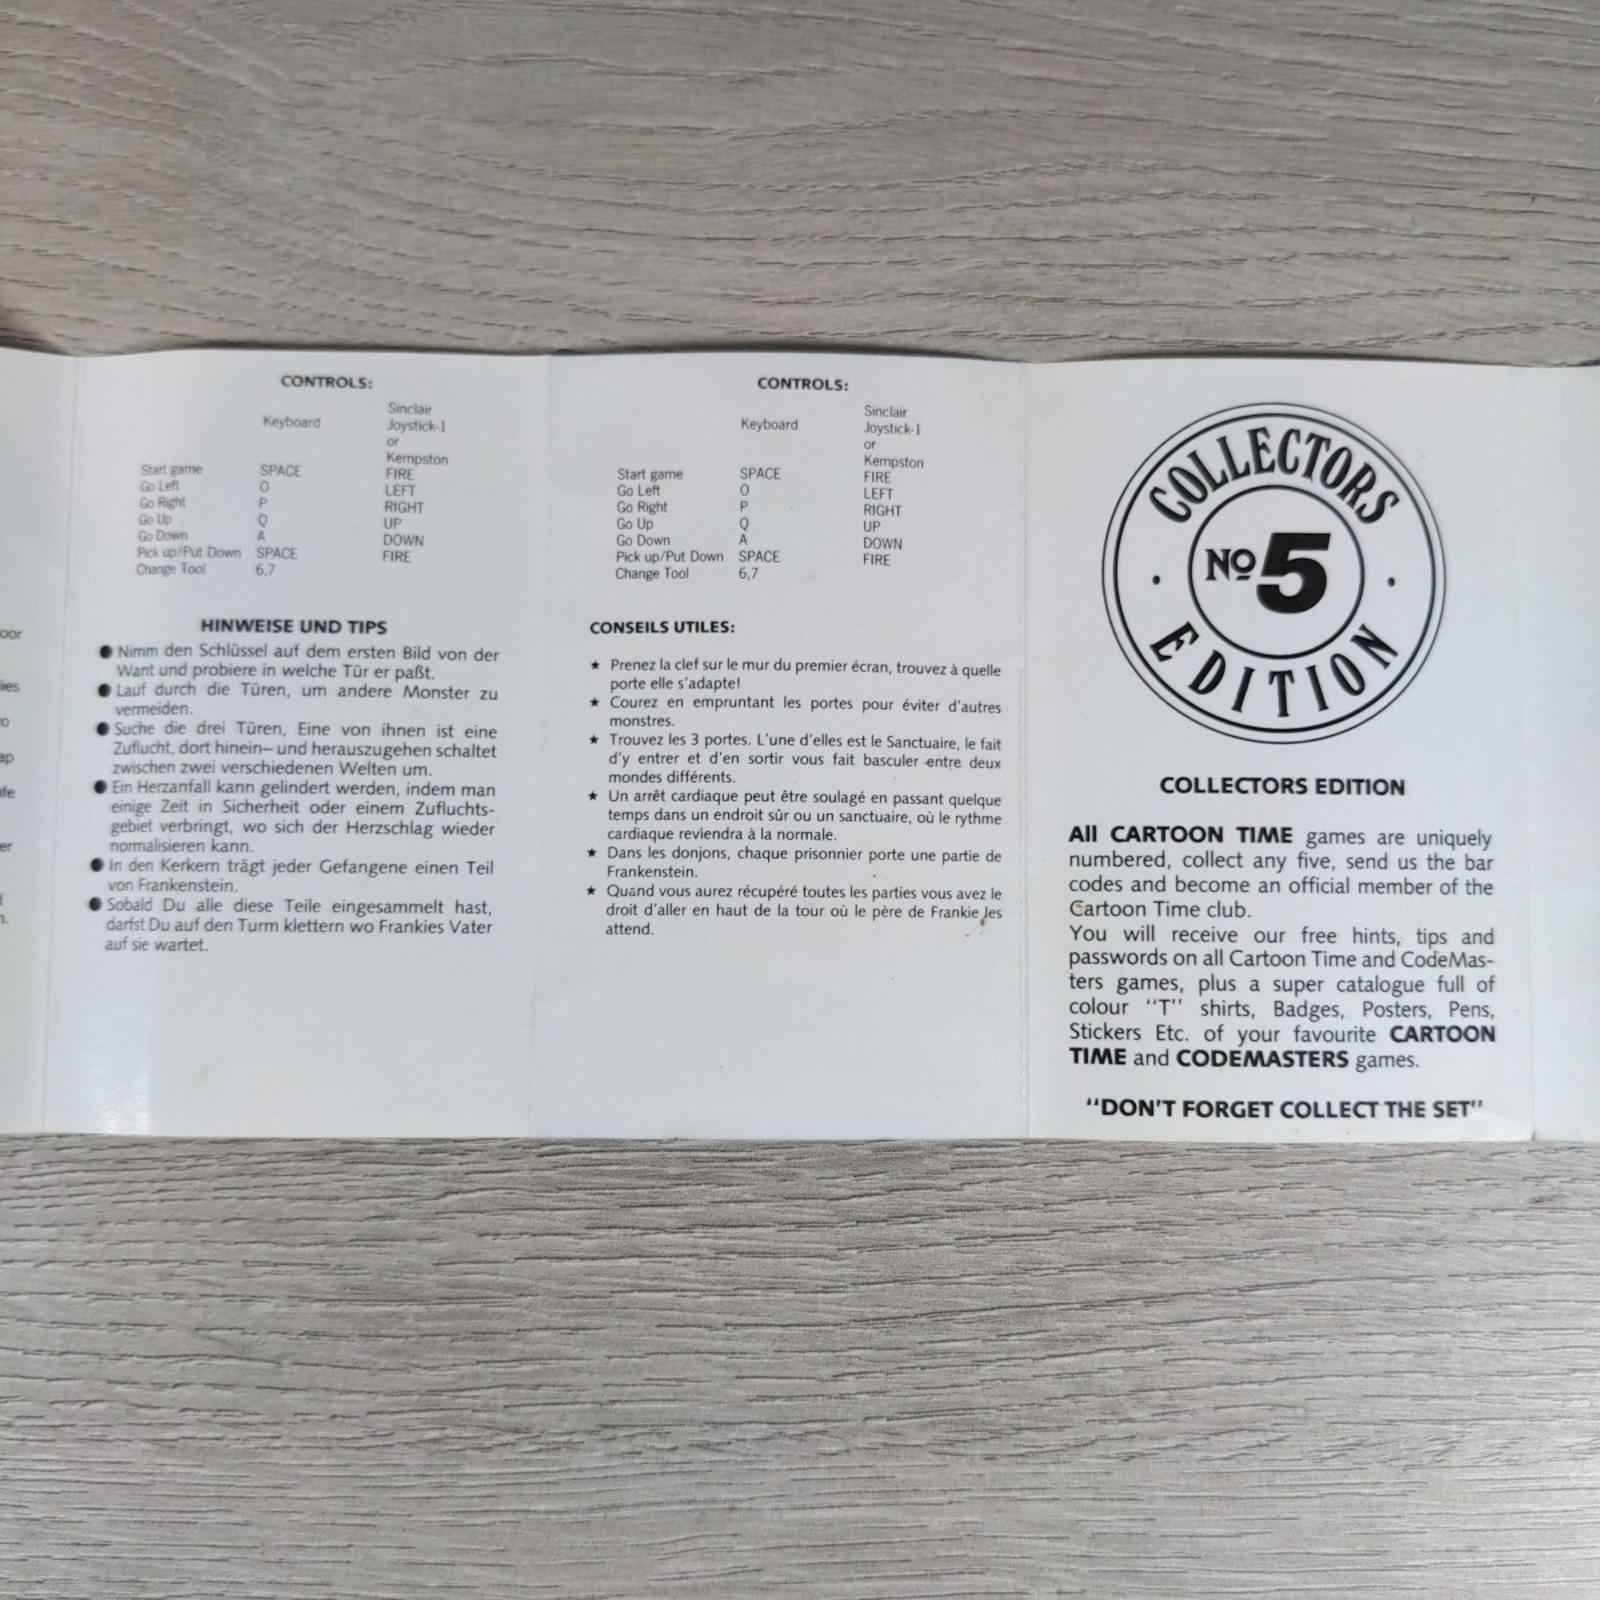 oor
ies
ap
ife
er
CONTROLS:
Sinclair
Keyboard Joystick-1
or
Kempston
Start game SPACE FIRE
Go Left O LEFT
Go Right P RIGHT
Go Up Q UP
Go Down A DOWN
Pick up/Put Down SPACE FIRE
Change Tool 6,7
HINWEISE UND TIPS
● Nimm den Schlüssel auf dem ersten Bild von der
Want und probiere in welche Tür er paßt.
● Lauf durch die Türen, um andere Monster zu
vermeiden.
● Suche die drei Türen, Eine von ihnen ist eine
Zuflucht, dort hinein– und herauszugehen schaltet
zwischen zwei verschiedenen Welten um.
● Ein Herzanfall kann gelindert werden, indem man
einige Zeit in Sicherheit oder einem Zufluchts-
gebiet verbringt, wo sich der Herzschlag wieder
normalisieren kann.
● In den Kerkern trägt jeder Gefangene einen Teil
von Frankenstein.
● Sobald Du alle diese Teile eingesammelt hast,
darfst Du auf den Turm klettern wo Frankies Vater
auf sie wartet.
CONTROLS:
Sinclair
Keyboard Joystick-1
or
Kempston
Start game SPACE FIRE
Go Left O LEFT
Go Right P RIGHT
Go Up Q UP
Go Down A DOWN
Pick up/Put Down SPACE FIRE
Change Tool 6,7
CONSEILS UTILES:
★ Prenez la clef sur le mur du premier écran, trouvez à quelle
porte elle s'adapte!
★ Courez en empruntant les portes pour éviter d'autres
monstres.
★ Trouvez les 3 portes. L'une d'elles est le Sanctuaire, le fait
d'y entrer et d'en sortir vous fait basculer entre deux
mondes différents.
★ Un arrêt cardiaque peut être soulagé en passant quelque
temps dans un endroit sûr ou un sanctuaire, où le rythme
cardiaque reviendra à la normale.
★ Dans les donjons, chaque prisonnier porte une partie de
Frankenstein.
★ Quand vous aurez récupéré toutes les parties vous avez le
droit d'aller en haut de la tour où le père de Frankie les
attend.
COLLECTORS
No 5
EDITION
COLLECTORS EDITION
All CARTOON TIME games are uniquely
numbered, collect any five, send us the bar
codes and become an official member of the
Cartoon Time club.
You will receive our free hints, tips and
passwords on all Cartoon Time and CodeMas-
ters games, plus a super catalogue full of
colour "T" shirts, Badges, Posters, Pens,
Stickers Etc. of your favourite CARTOON
TIME and CODEMASTERS games.
"DON'T FORGET COLLECT THE SET"